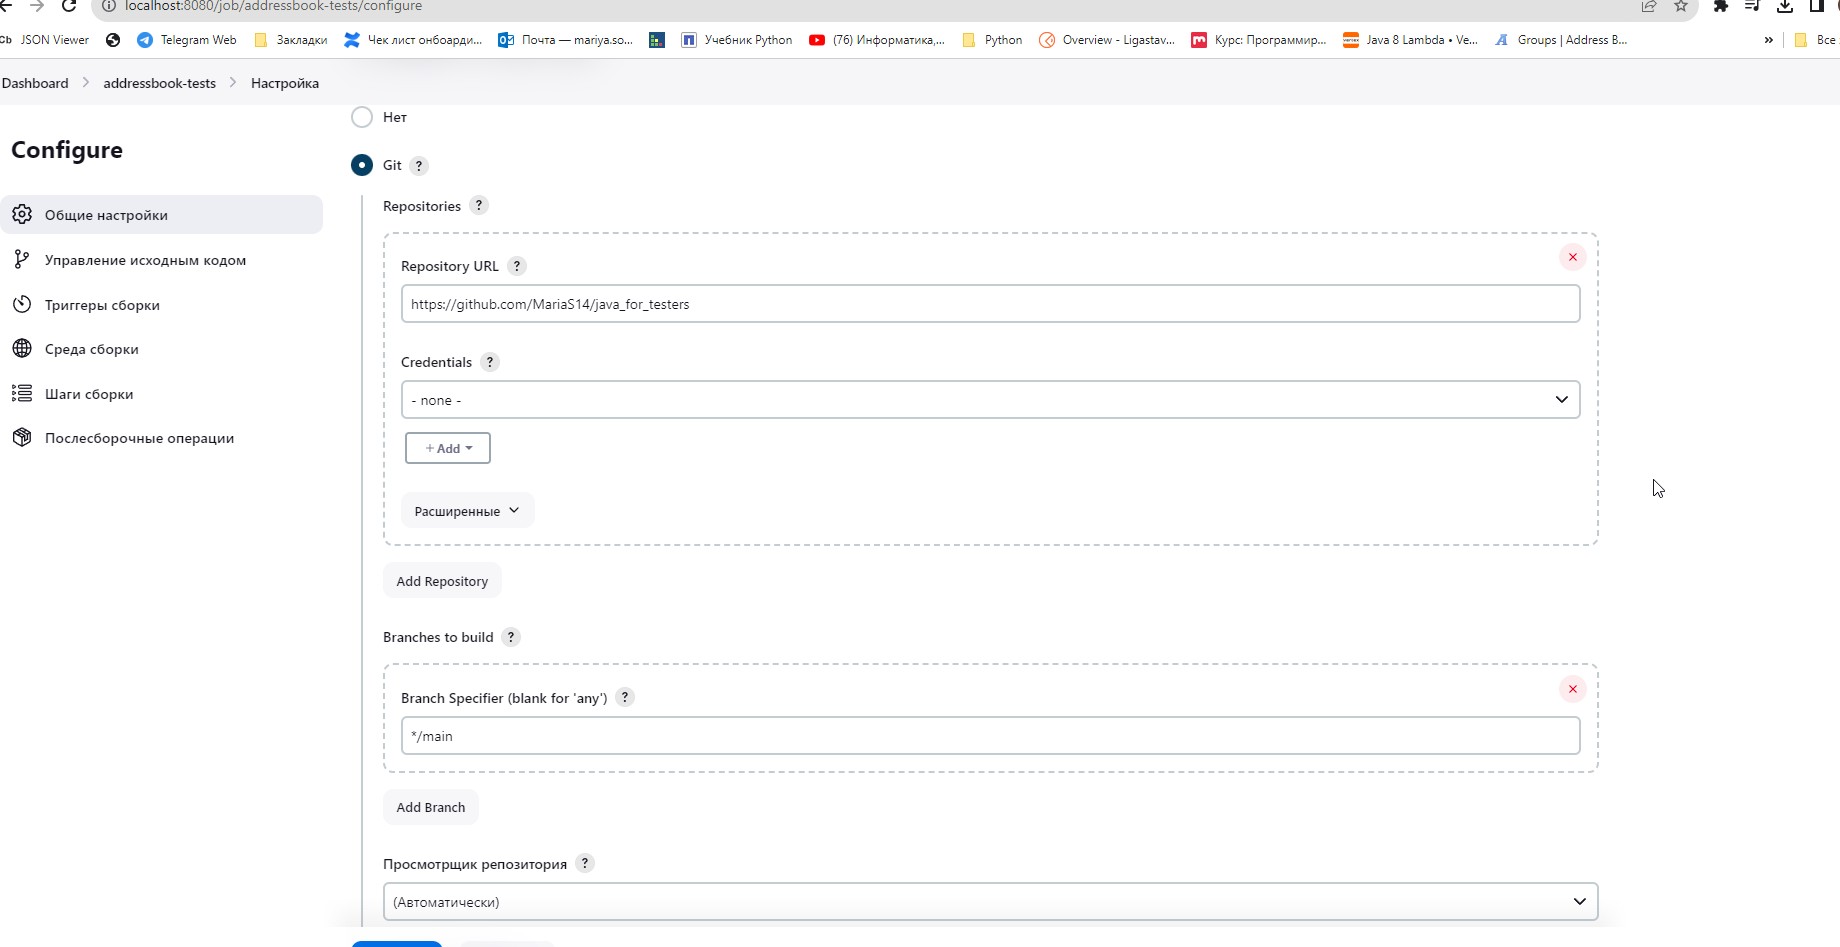 localhost:8080/job/addressbook-tests/configure
JSON Viewer Telegram Web Закладки Чек лист онбоарди... Почта — mariya.so... Учебник Python (76) Информатика,... Python Overview - Ligastav... Курс: Программир... Java 8 Lambda • Ve... Groups | Address B... » Все
Dashboard > addressbook-tests > Настройка
Configure
Общие настройки
Управление исходным кодом
Триггеры сборки
Среда сборки
Шаги сборки
Послесборочные операции
Нет
Git ?
Repositories ?
Repository URL ?
https://github.com/MariaS14/java_for_testers
Credentials ?
- none -
+ Add
Расширенные
Add Repository
Branches to build ?
Branch Specifier (blank for 'any') ?
*/main
Add Branch
Просмотрщик репозитория ?
(Автоматически)